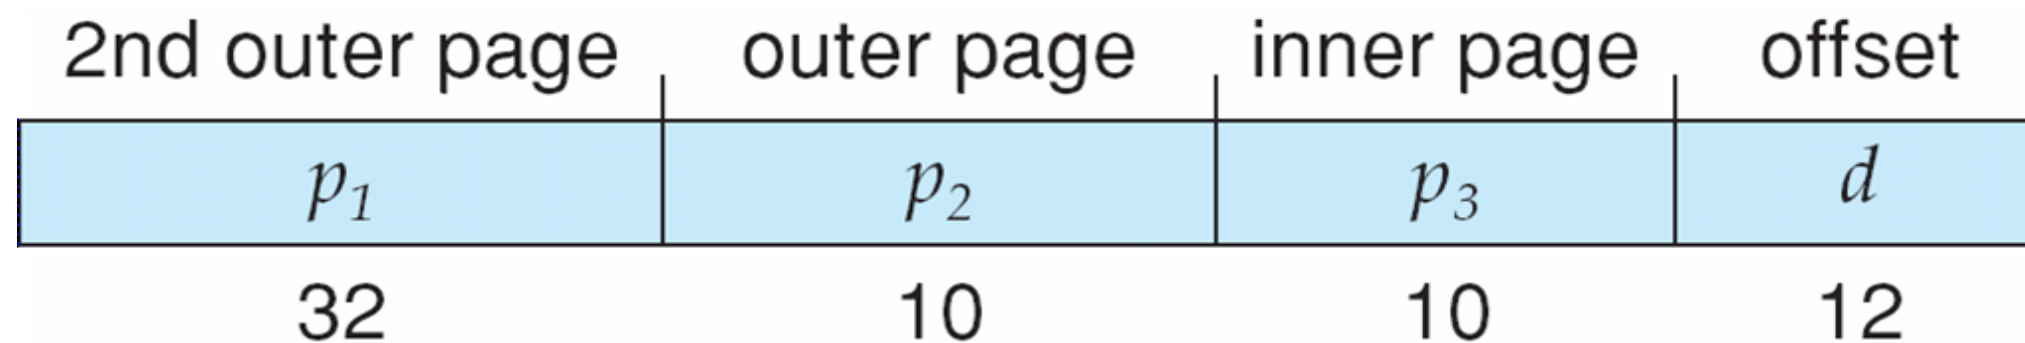 2nd outer page outer page inner page offset
p1 p2 p3 d
32 10 10 12